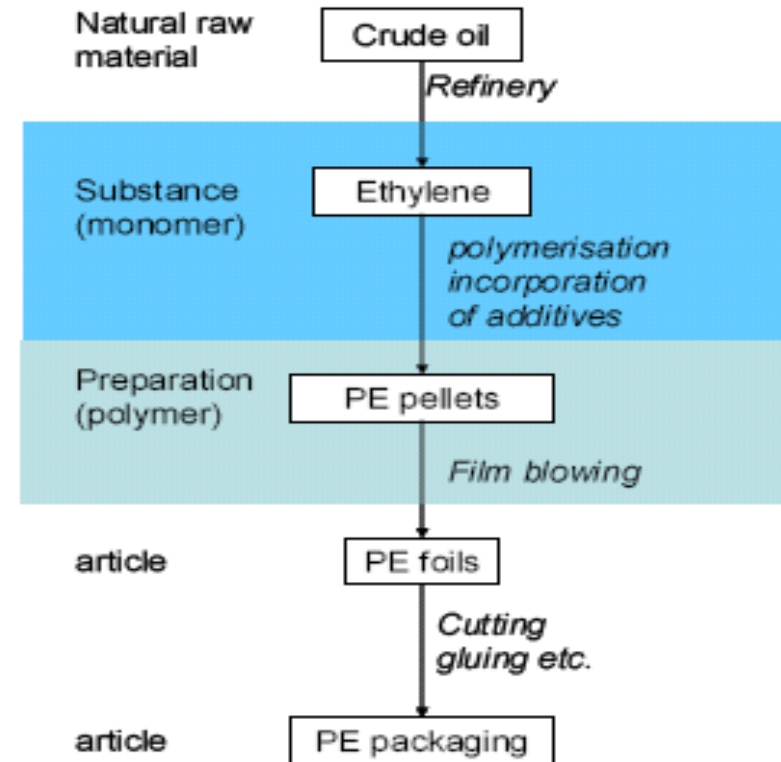 Natural raw
material
Crude oil
Refinery
Substance
(monomer)
Ethylene
polymerisation
incorporation
of additives
Preparation
(polymer)
PE pellets
Film blowing
article
PE foils
Cutting
gluing etc.
article
PE packaging